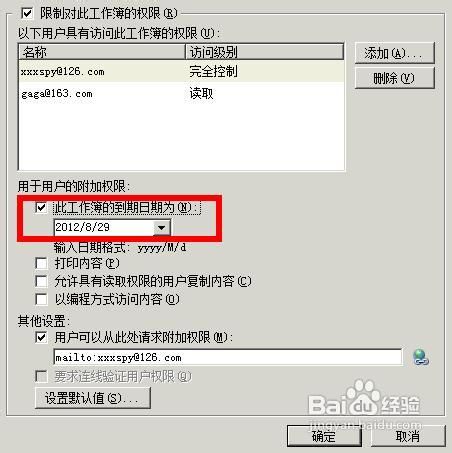 限制对此工作簿的权限(R)
以下用户具有访问此工作簿的权限(U):
名称 访问级别
xxxspy@126.com 完全控制
gaga@163.com 读取
添加(A)...
删除(V)
用于用户的附加权限:
此工作簿的到期日期为(N):
2012/8/29
输入日期格式: yyyy/M/d
打印内容(P)
允许具有读取权限的用户复制内容(C)
以编程方式访问内容(O)
其他设置:
用户可以从此处请求附加权限(M):
mailto:xxxspy@126.com
要求连线验证用户权限(Q)
设置默认值(S)...
Baidu经验
jingyan.baidu.com
确定 取消